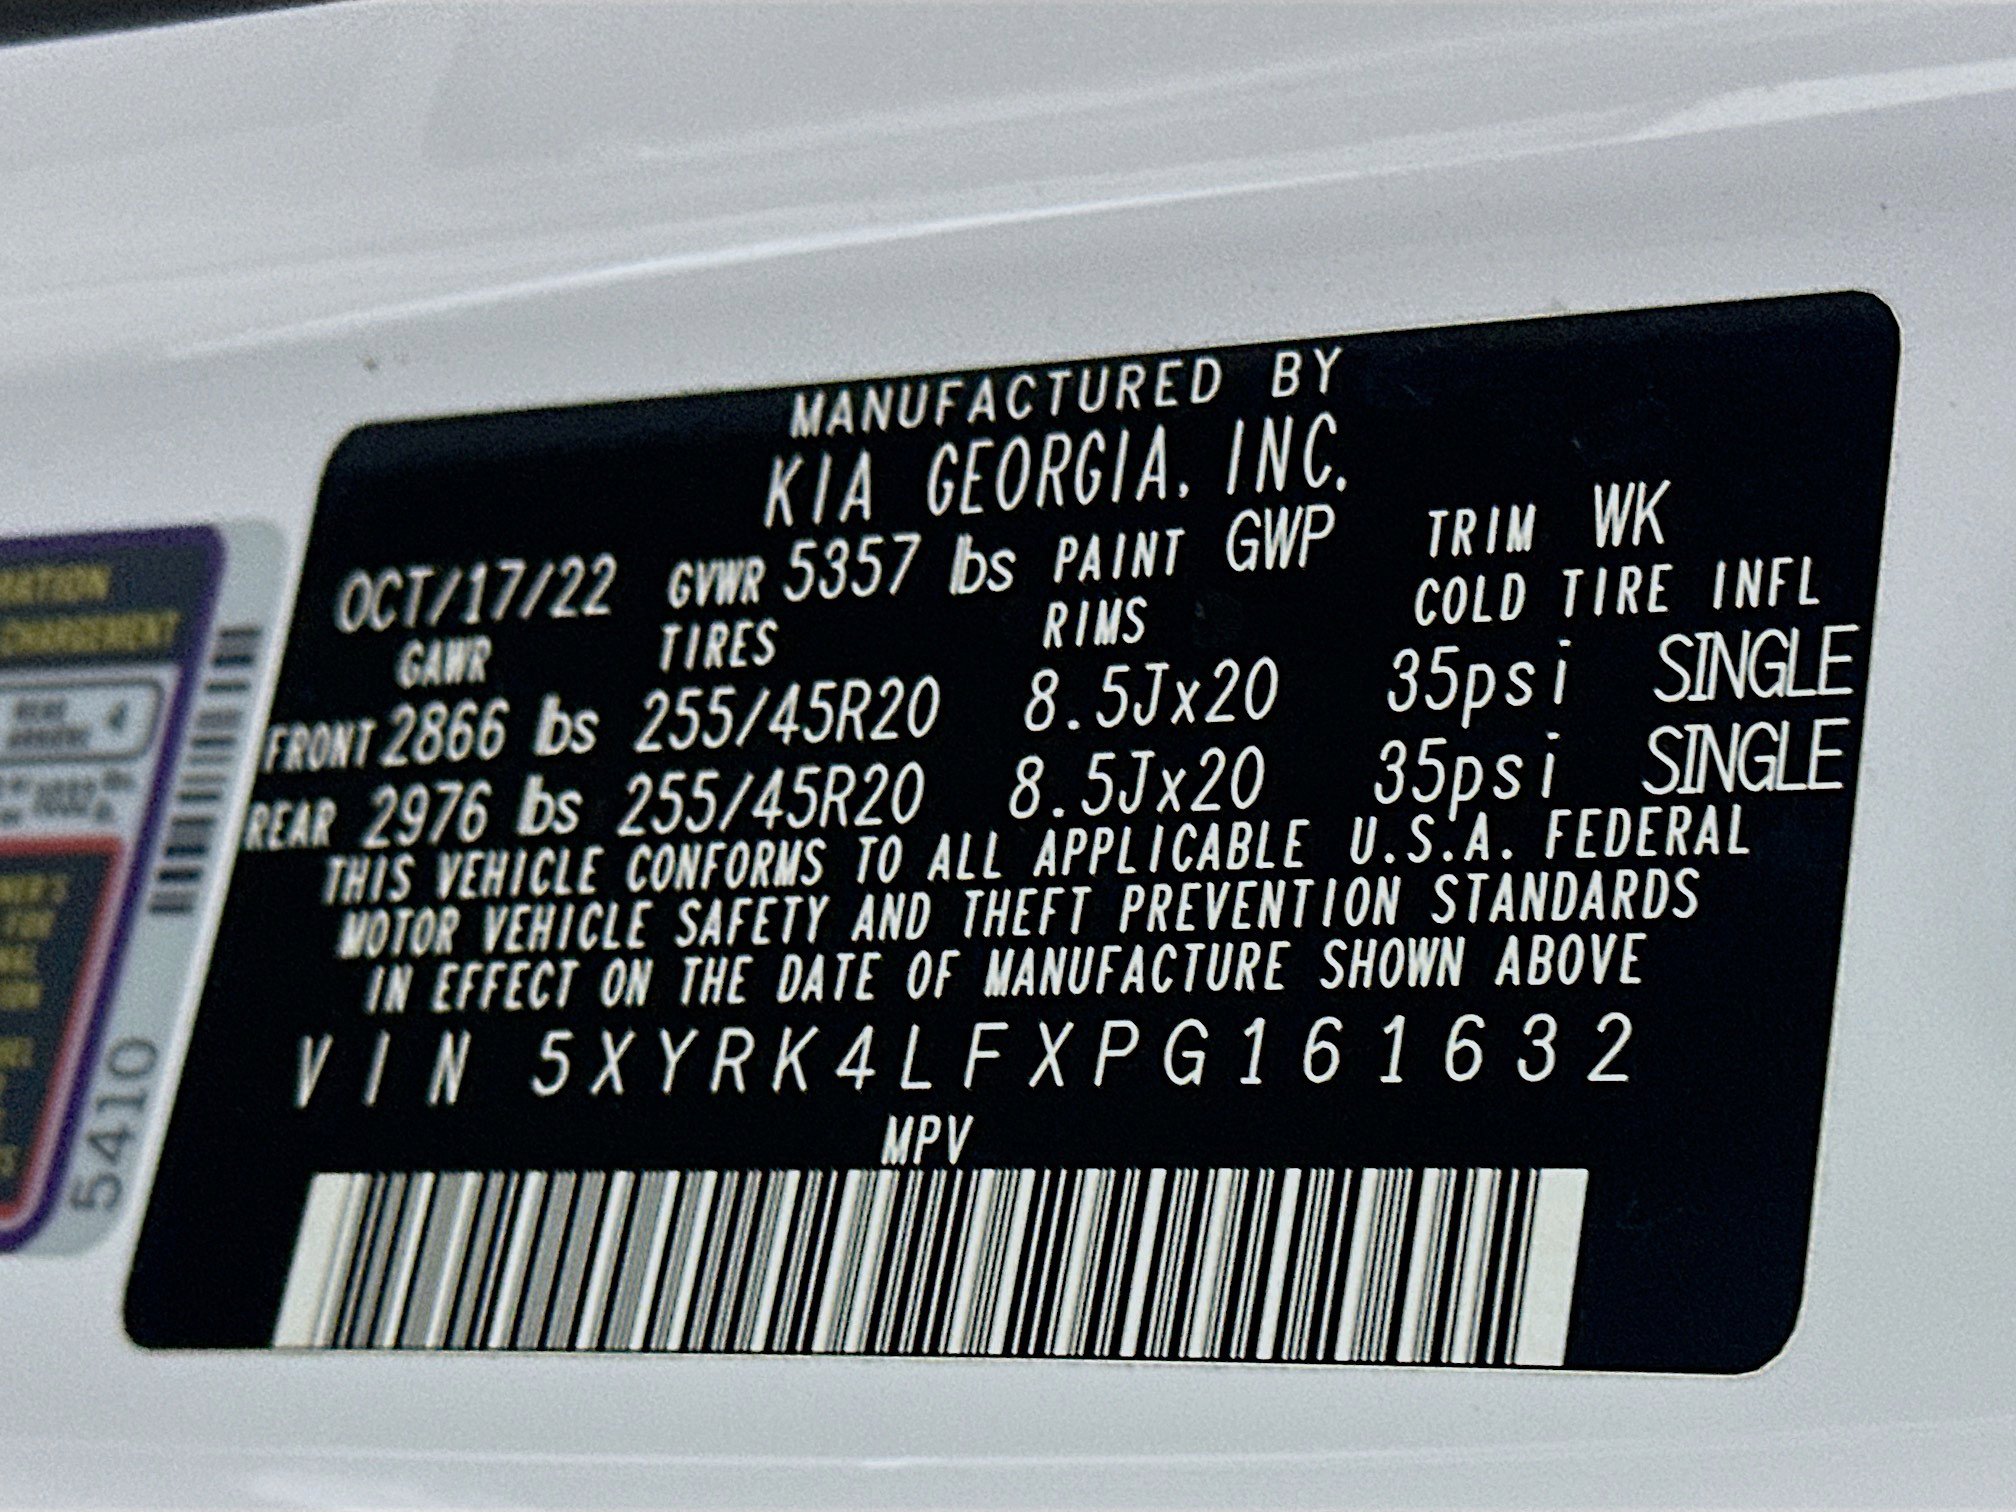 MANUFACTURED BY
KIA GEORGIA, INC.
OCT/17/22 GVWR 5357 lbs PAINT GWP TRIM WK
GAWR TIRES RIMS COLD TIRE INFL
FRONT 2866 lbs 255/45R20 8.5Jx20 35psi SINGLE
REAR 2976 lbs 255/45R20 8.5Jx20 35psi SINGLE
THIS VEHICLE CONFORMS TO ALL APPLICABLE U.S.A. FEDERAL
MOTOR VEHICLE SAFETY AND THEFT PREVENTION STANDARDS
IN EFFECT ON THE DATE OF MANUFACTURE SHOWN ABOVE
VIN 5XYRK4LFXPG161632
MPV
5410